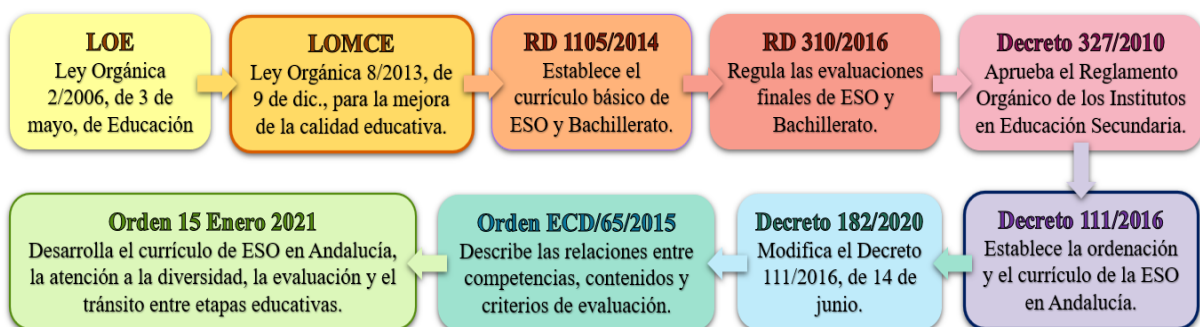 LOE
Ley Orgánica
2/2006, de 3 de
mayo, de Educación
LOMCE
Ley Orgánica 8/2013, de
9 de dic., para la mejora
de la calidad educativa.
RD 1105/2014
Establece el
currículo básico de
ESO y Bachillerato.
RD 310/2016
Regula las evaluaciones
finales de ESO y
Bachillerato.
Decreto 327/2010
Aprueba el Reglamento
Orgánico de los Institutos
en Educación Secundaria.
Decreto 111/2016
Establece la ordenación
y el currículo de la ESO
en Andalucía.
Decreto 182/2020
Modifica el Decreto
111/2016, de 14 de
junio.
Orden ECD/65/2015
Describe las relaciones entre
competencias, contenidos y
criterios de evaluación.
Orden 15 Enero 2021
Desarrolla el currículo de ESO en Andalucía,
la atención a la diversidad, la evaluación y el
tránsito entre etapas educativas.